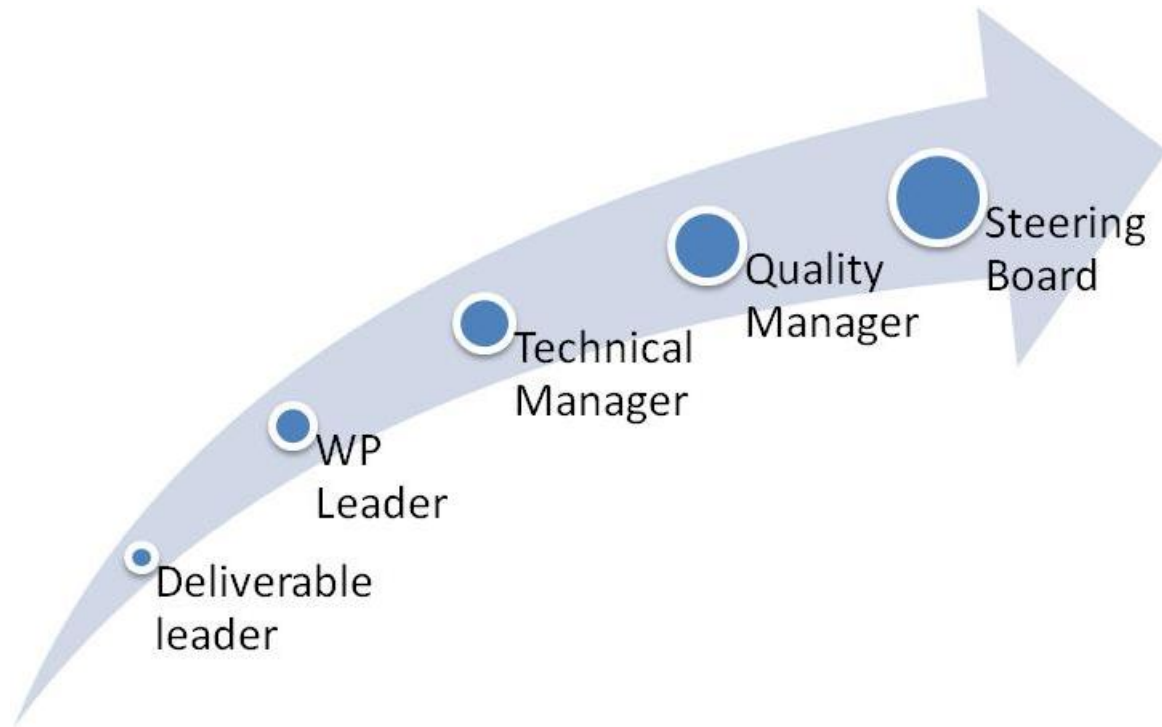 Steering
Board
Quality
Manager
Technical
Manager
WP
Leader
Deliverable
leader